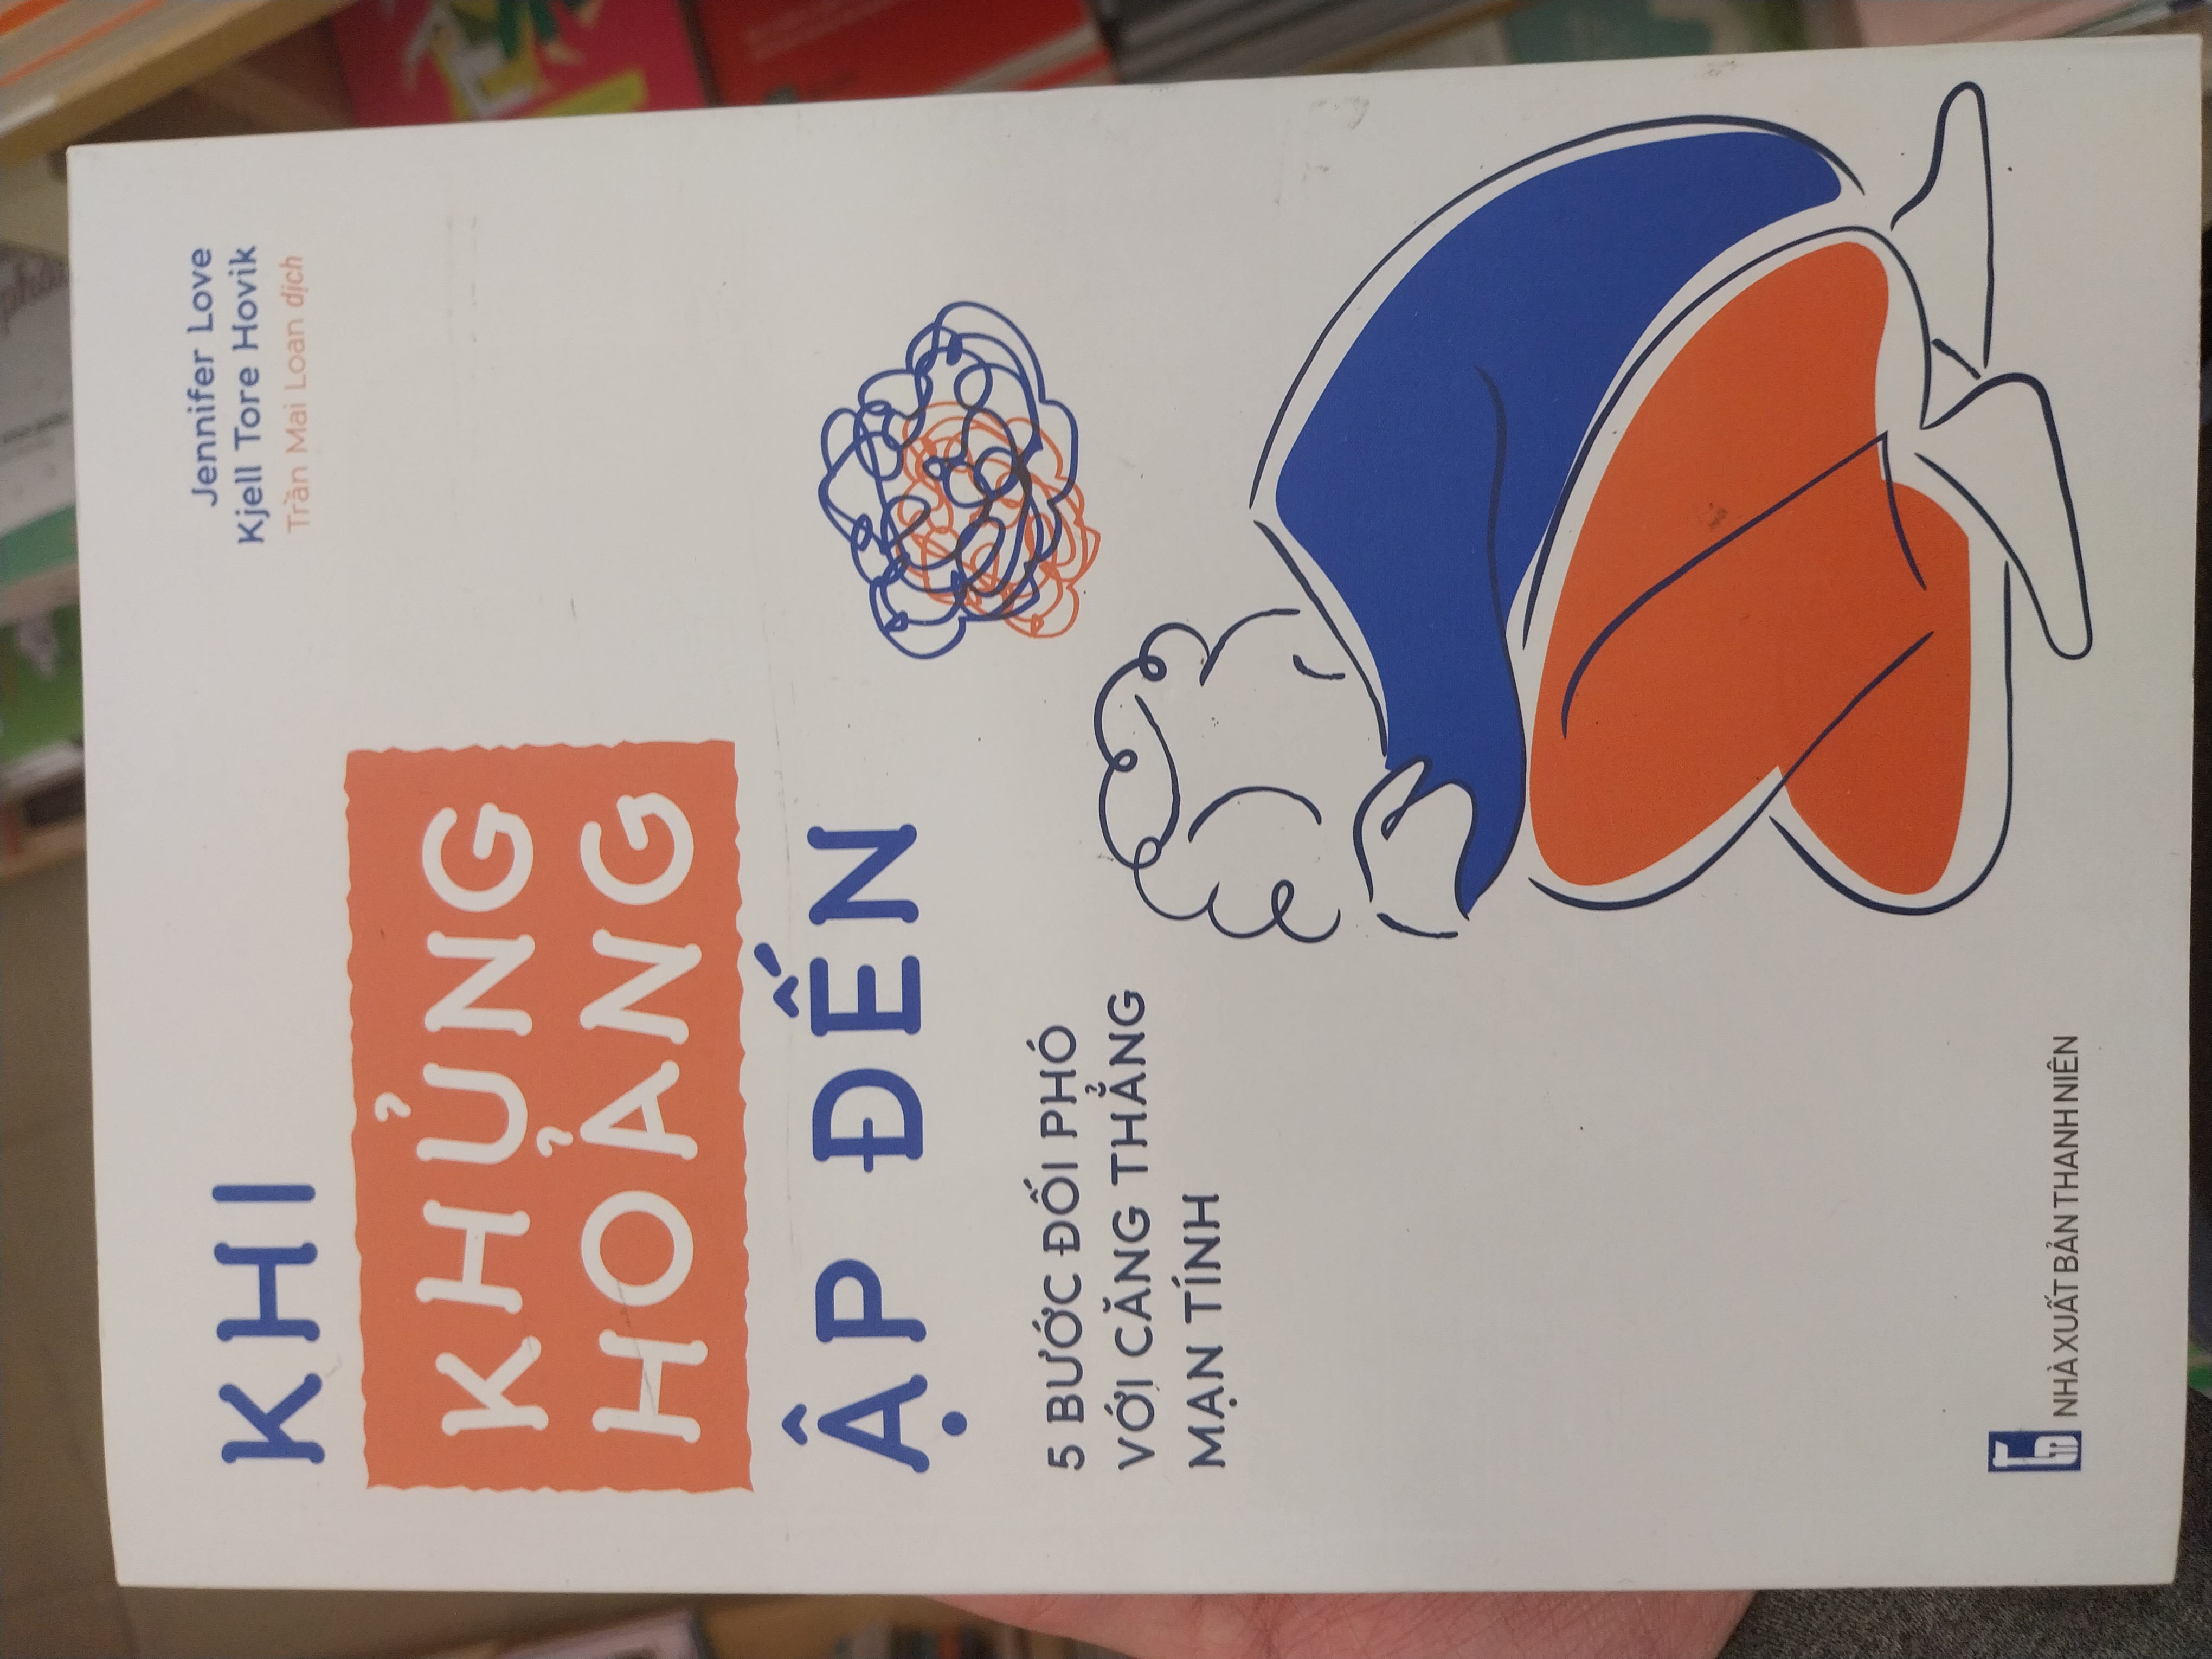 Jennifer Love
Kjell Tore Hovik
Trần Mai Loan dịch
KHI
KHỦNG
HOẢNG
ẬP ĐẾN
5 BƯỚC ĐỐI PHÓ
VỚI CĂNG THẲNG
MẠN TÍNH
NHÀ XUẤT BẢN THANH NIÊN